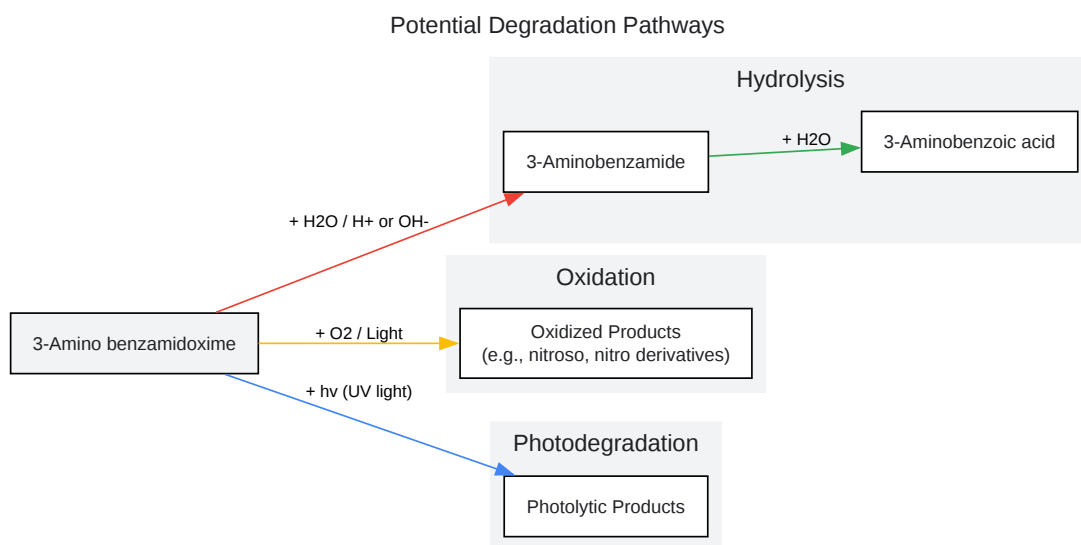 Potential Degradation Pathways
Hydrolysis
3-Aminobenzamide
+ H2O
3-Aminobenzoic acid
+ H2O / H+ or OH-
Oxidation
3-Amino benzamidoxime
+ O2 / Light
Oxidized Products
(e.g., nitroso, nitro derivatives)
+ hv (UV light)
Photodegradation
Photolytic Products